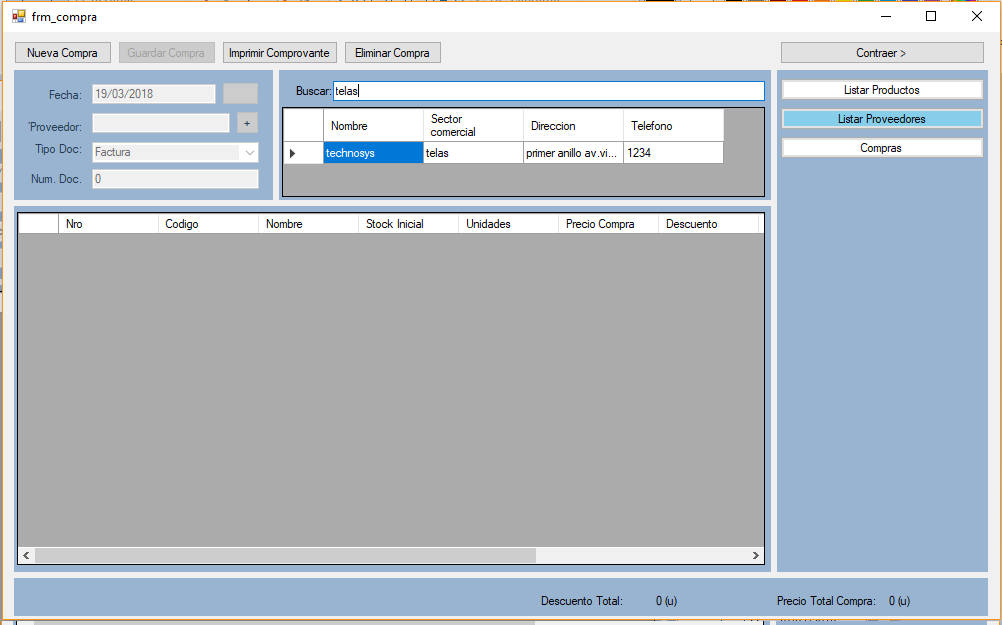 frm_compra
Nueva Compra Guardar Compra Imprimir Comprovante Eliminar Compra Contraer >
Fecha: 19/03/2018
'Proveedor: +
Tipo Doc: Factura
Num. Doc. 0
Buscar: telas
Nombre Sector comercial Direccion Telefono
technosys telas primer anillo av.vi... 1234
Listar Productos
Listar Proveedores
Compras
Nro Codigo Nombre Stock Inicial Unidades Precio Compra Descuento
Descuento Total: 0 (u) Precio Total Compra: 0 (u)